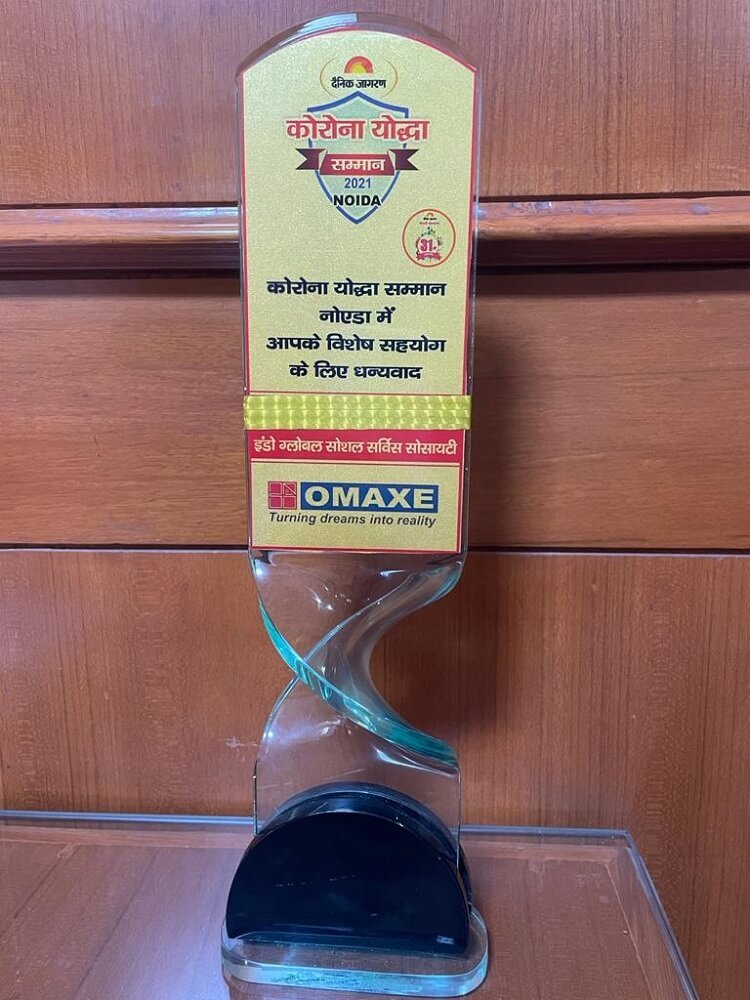 दैनिक जागरण
कोरोना योद्धा
सम्मान
2021
NOIDA
31
कोरोना योद्धा सम्मान
नोएडा में
आपके विशेष सहयोग
के लिए धन्यवाद
इंडो ग्लोबल सोशल सर्विस सोसायटी
OMAXE
Turning dreams into reality